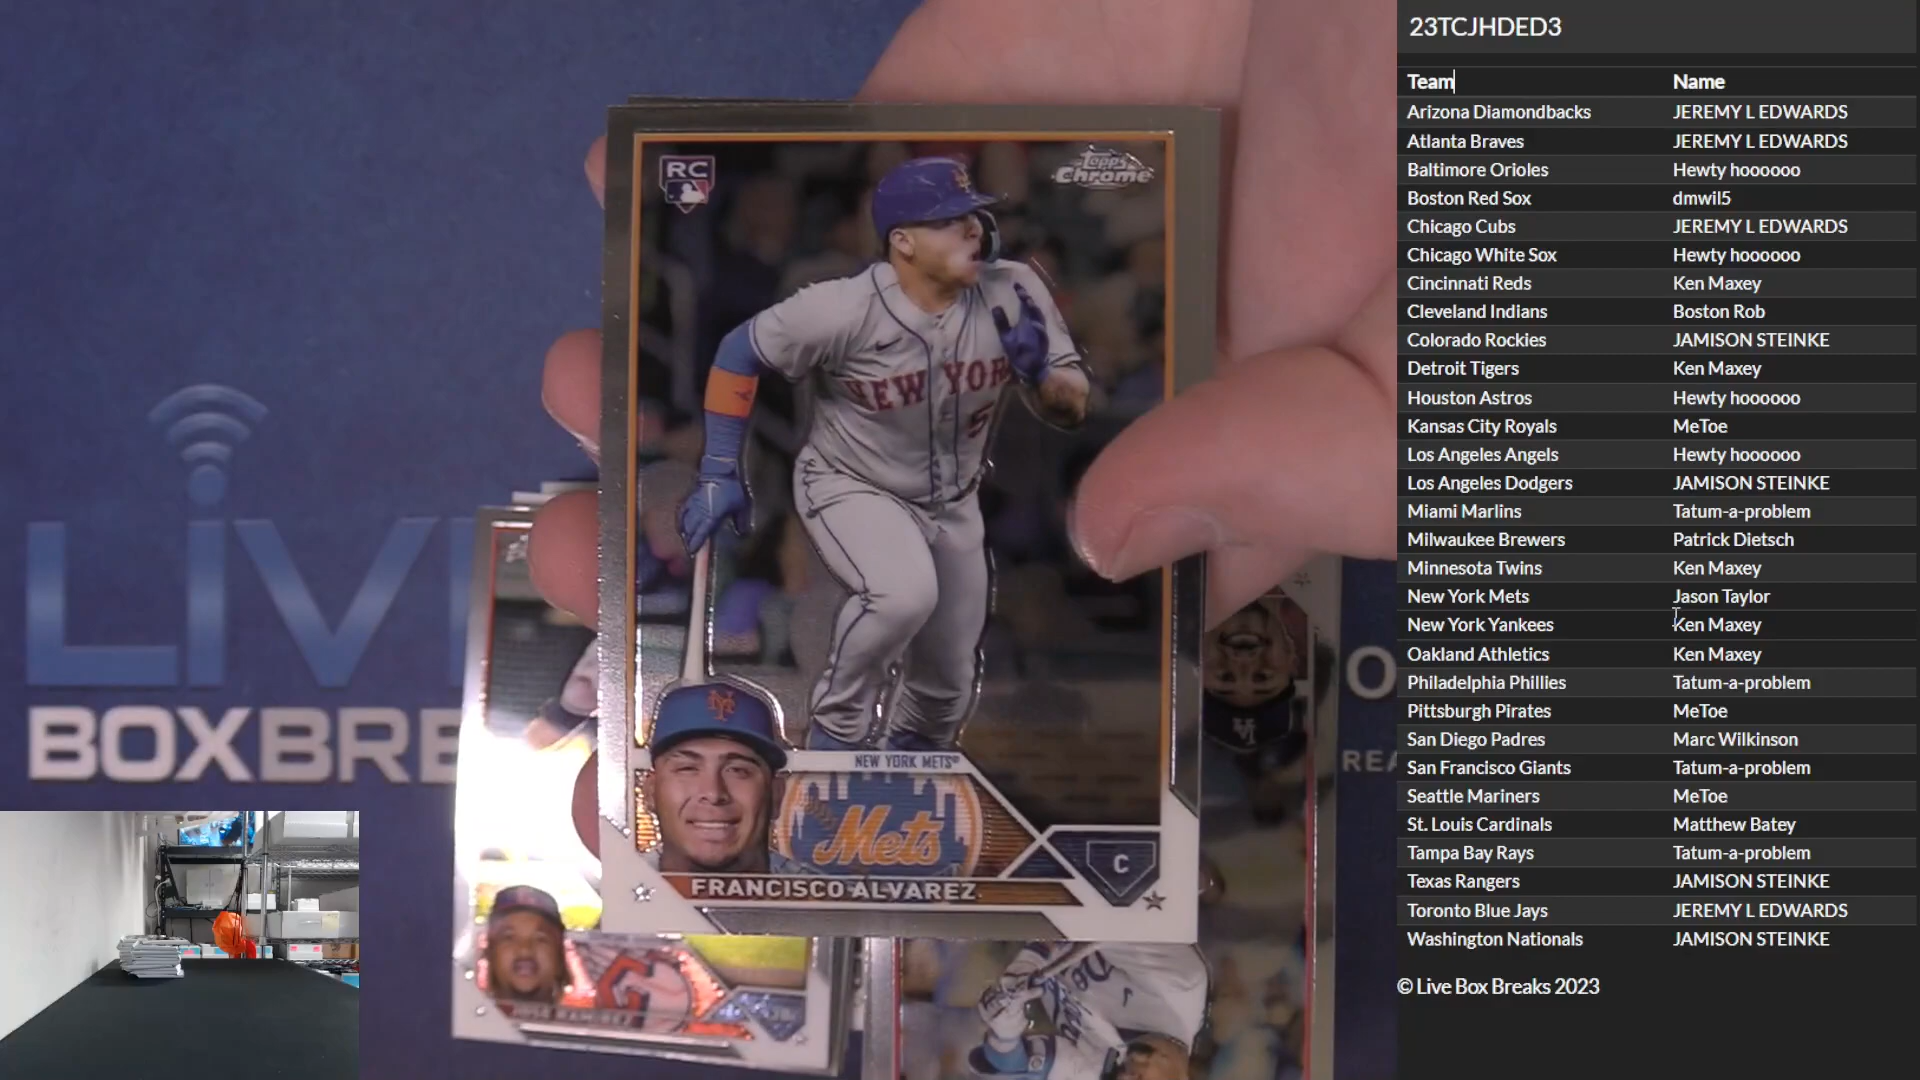 RC
Topps
Chrome
NEW YORK
5
NEW YORK METS
Mets
C
FRANCISCO ALVAREZ
JOSE RAMIREZ
LiV
BOXBRE
O
REA
23TCJHDED3
Team Name
Arizona Diamondbacks JEREMY L EDWARDS
Atlanta Braves JEREMY L EDWARDS
Baltimore Orioles Hewty hoooooo
Boston Red Sox dmwil5
Chicago Cubs JEREMY L EDWARDS
Chicago White Sox Hewty hoooooo
Cincinnati Reds Ken Maxey
Cleveland Indians Boston Rob
Colorado Rockies JAMISON STEINKE
Detroit Tigers Ken Maxey
Houston Astros Hewty hoooooo
Kansas City Royals MeToe
Los Angeles Angels Hewty hoooooo
Los Angeles Dodgers JAMISON STEINKE
Miami Marlins Tatum-a-problem
Milwaukee Brewers Patrick Dietsch
Minnesota Twins Ken Maxey
New York Mets Jason Taylor
New York Yankees Ken Maxey
Oakland Athletics Ken Maxey
Philadelphia Phillies Tatum-a-problem
Pittsburgh Pirates MeToe
San Diego Padres Marc Wilkinson
San Francisco Giants Tatum-a-problem
Seattle Mariners MeToe
St. Louis Cardinals Matthew Batey
Tampa Bay Rays Tatum-a-problem
Texas Rangers JAMISON STEINKE
Toronto Blue Jays JEREMY L EDWARDS
Washington Nationals JAMISON STEINKE
© Live Box Breaks 2023